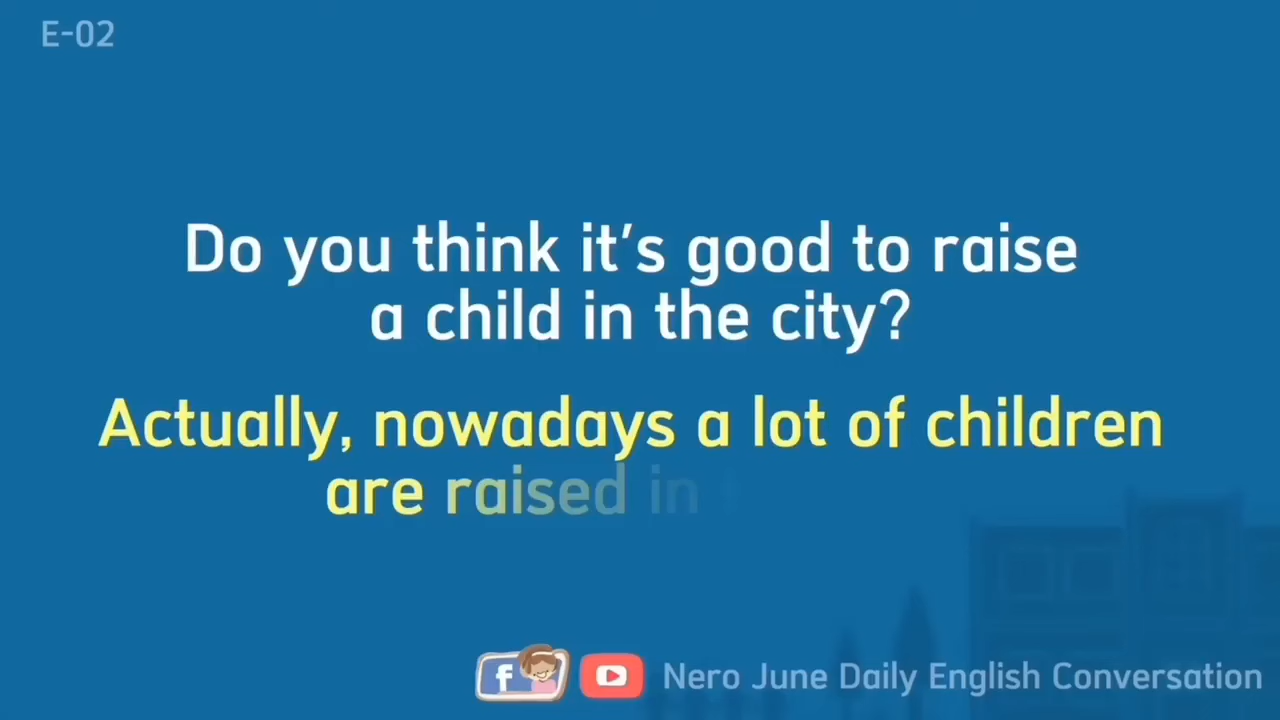 E-02
Do you think it's good to raise
a child in the city?
Actually, nowadays a lot of children
are raised in
f
Nero June Daily English Conversation